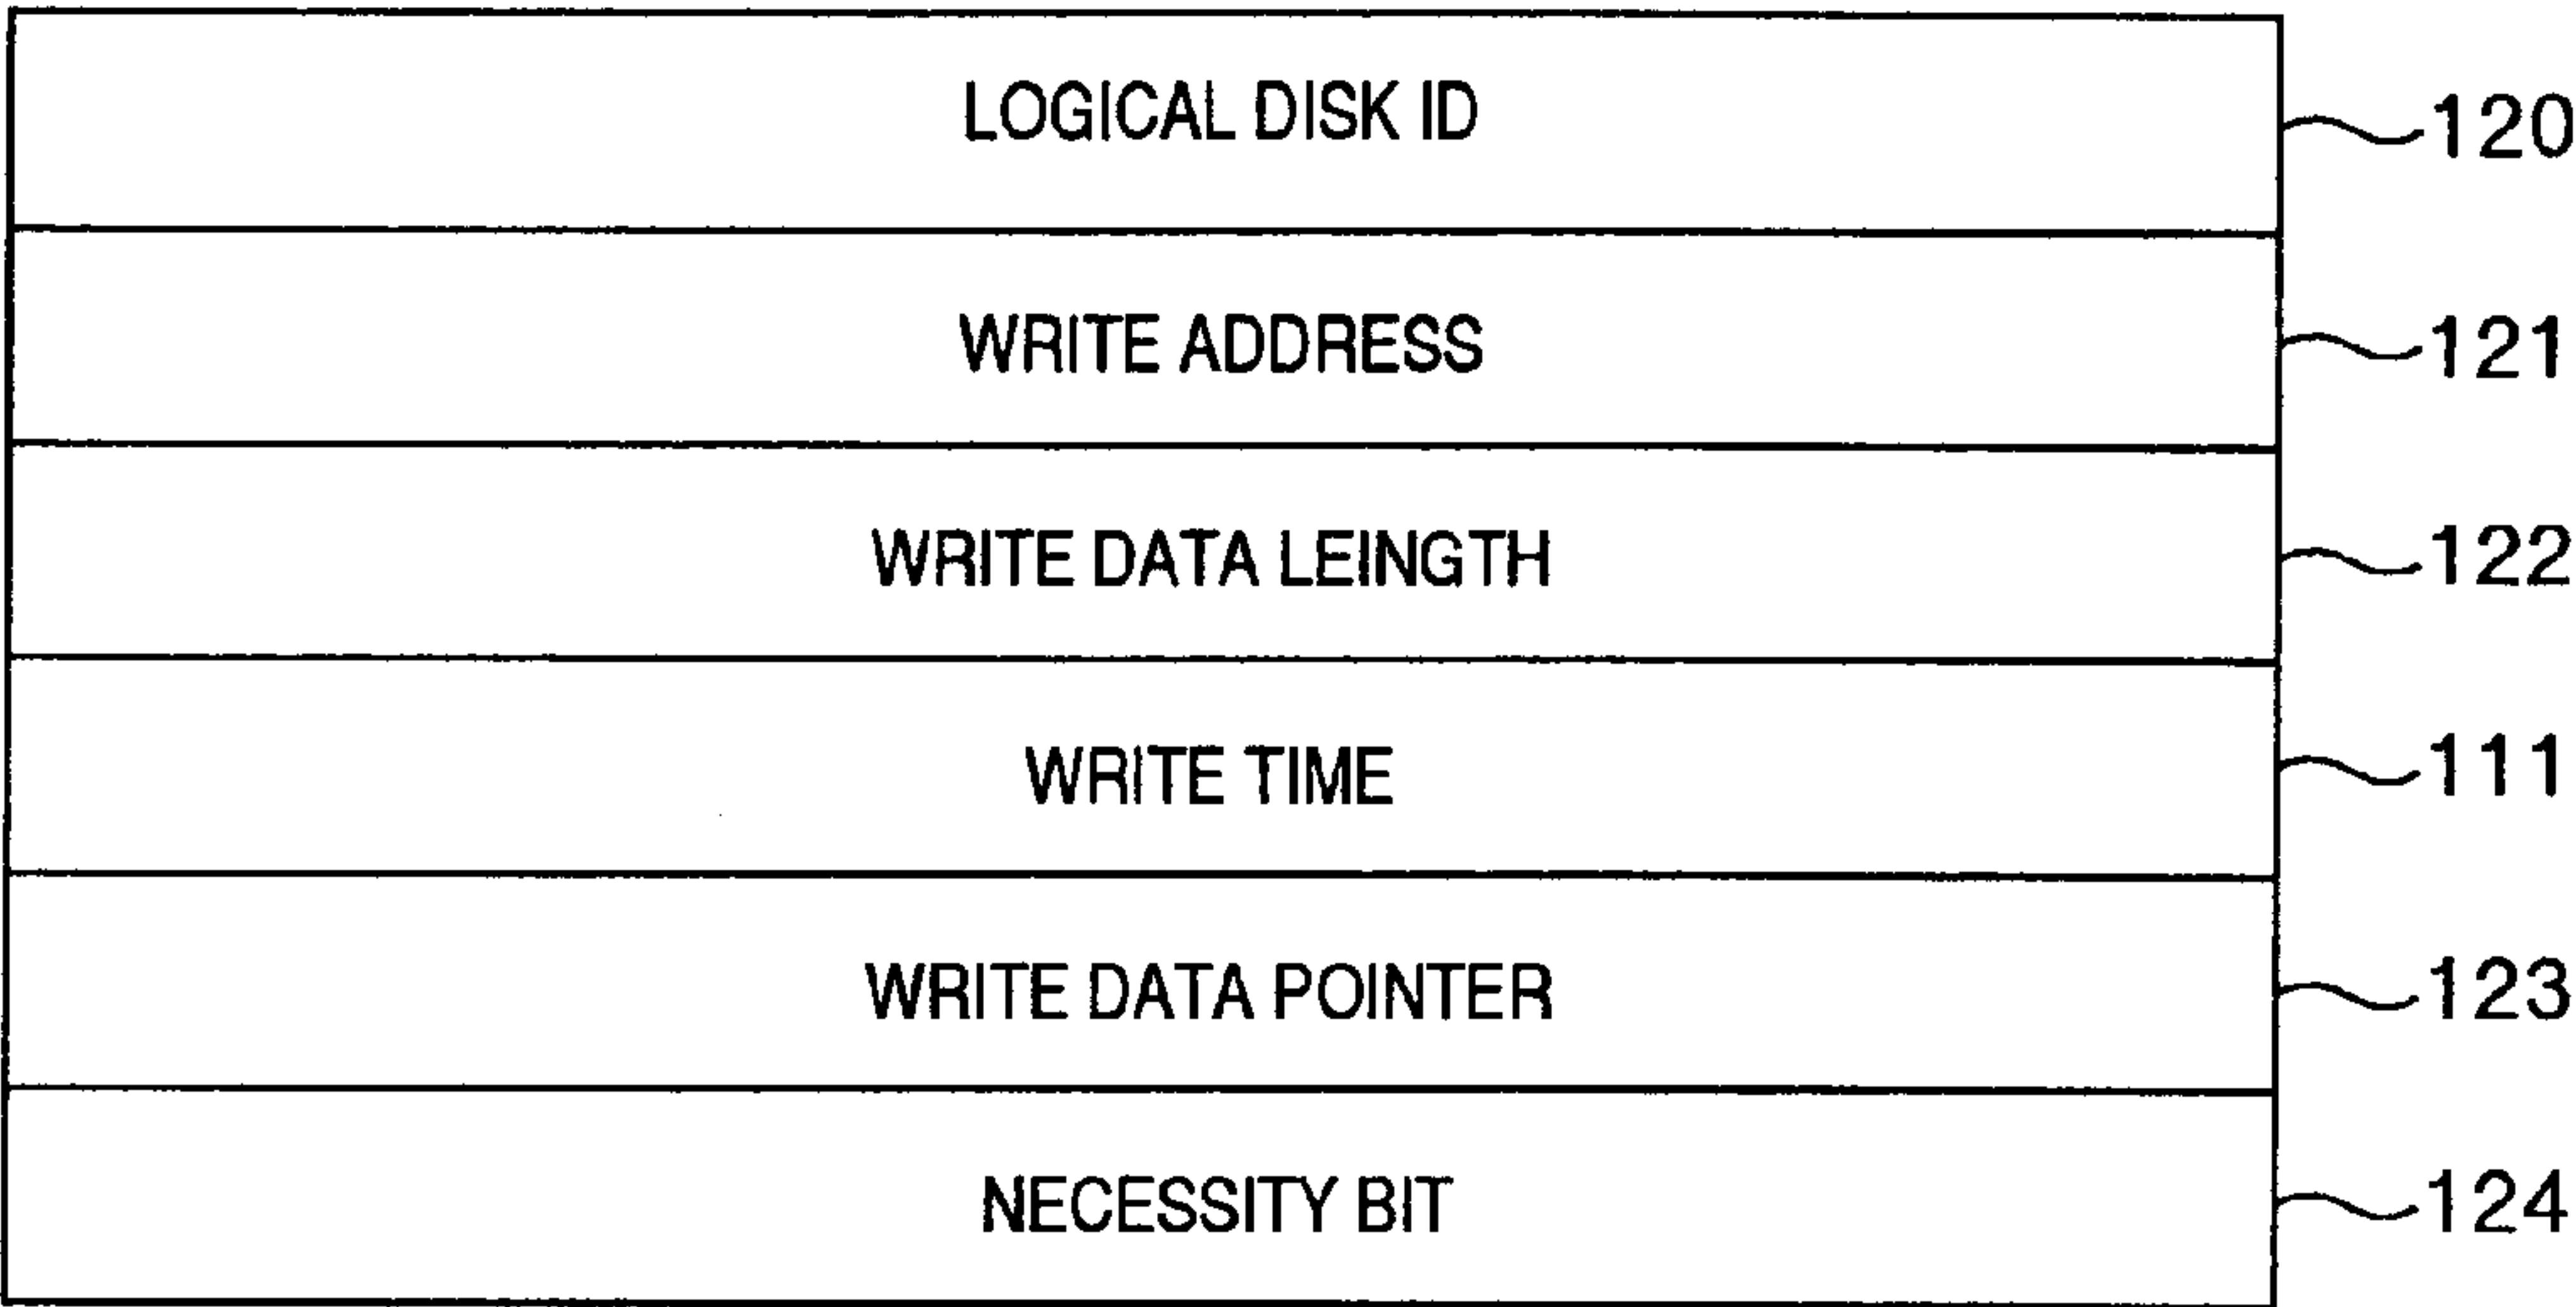 LOGICAL DISK ID 120
WRITE ADDRESS 121
WRITE DATA LEINGTH 122
WRITE TIME 111
WRITE DATA POINTER 123
NECESSITY BIT 124